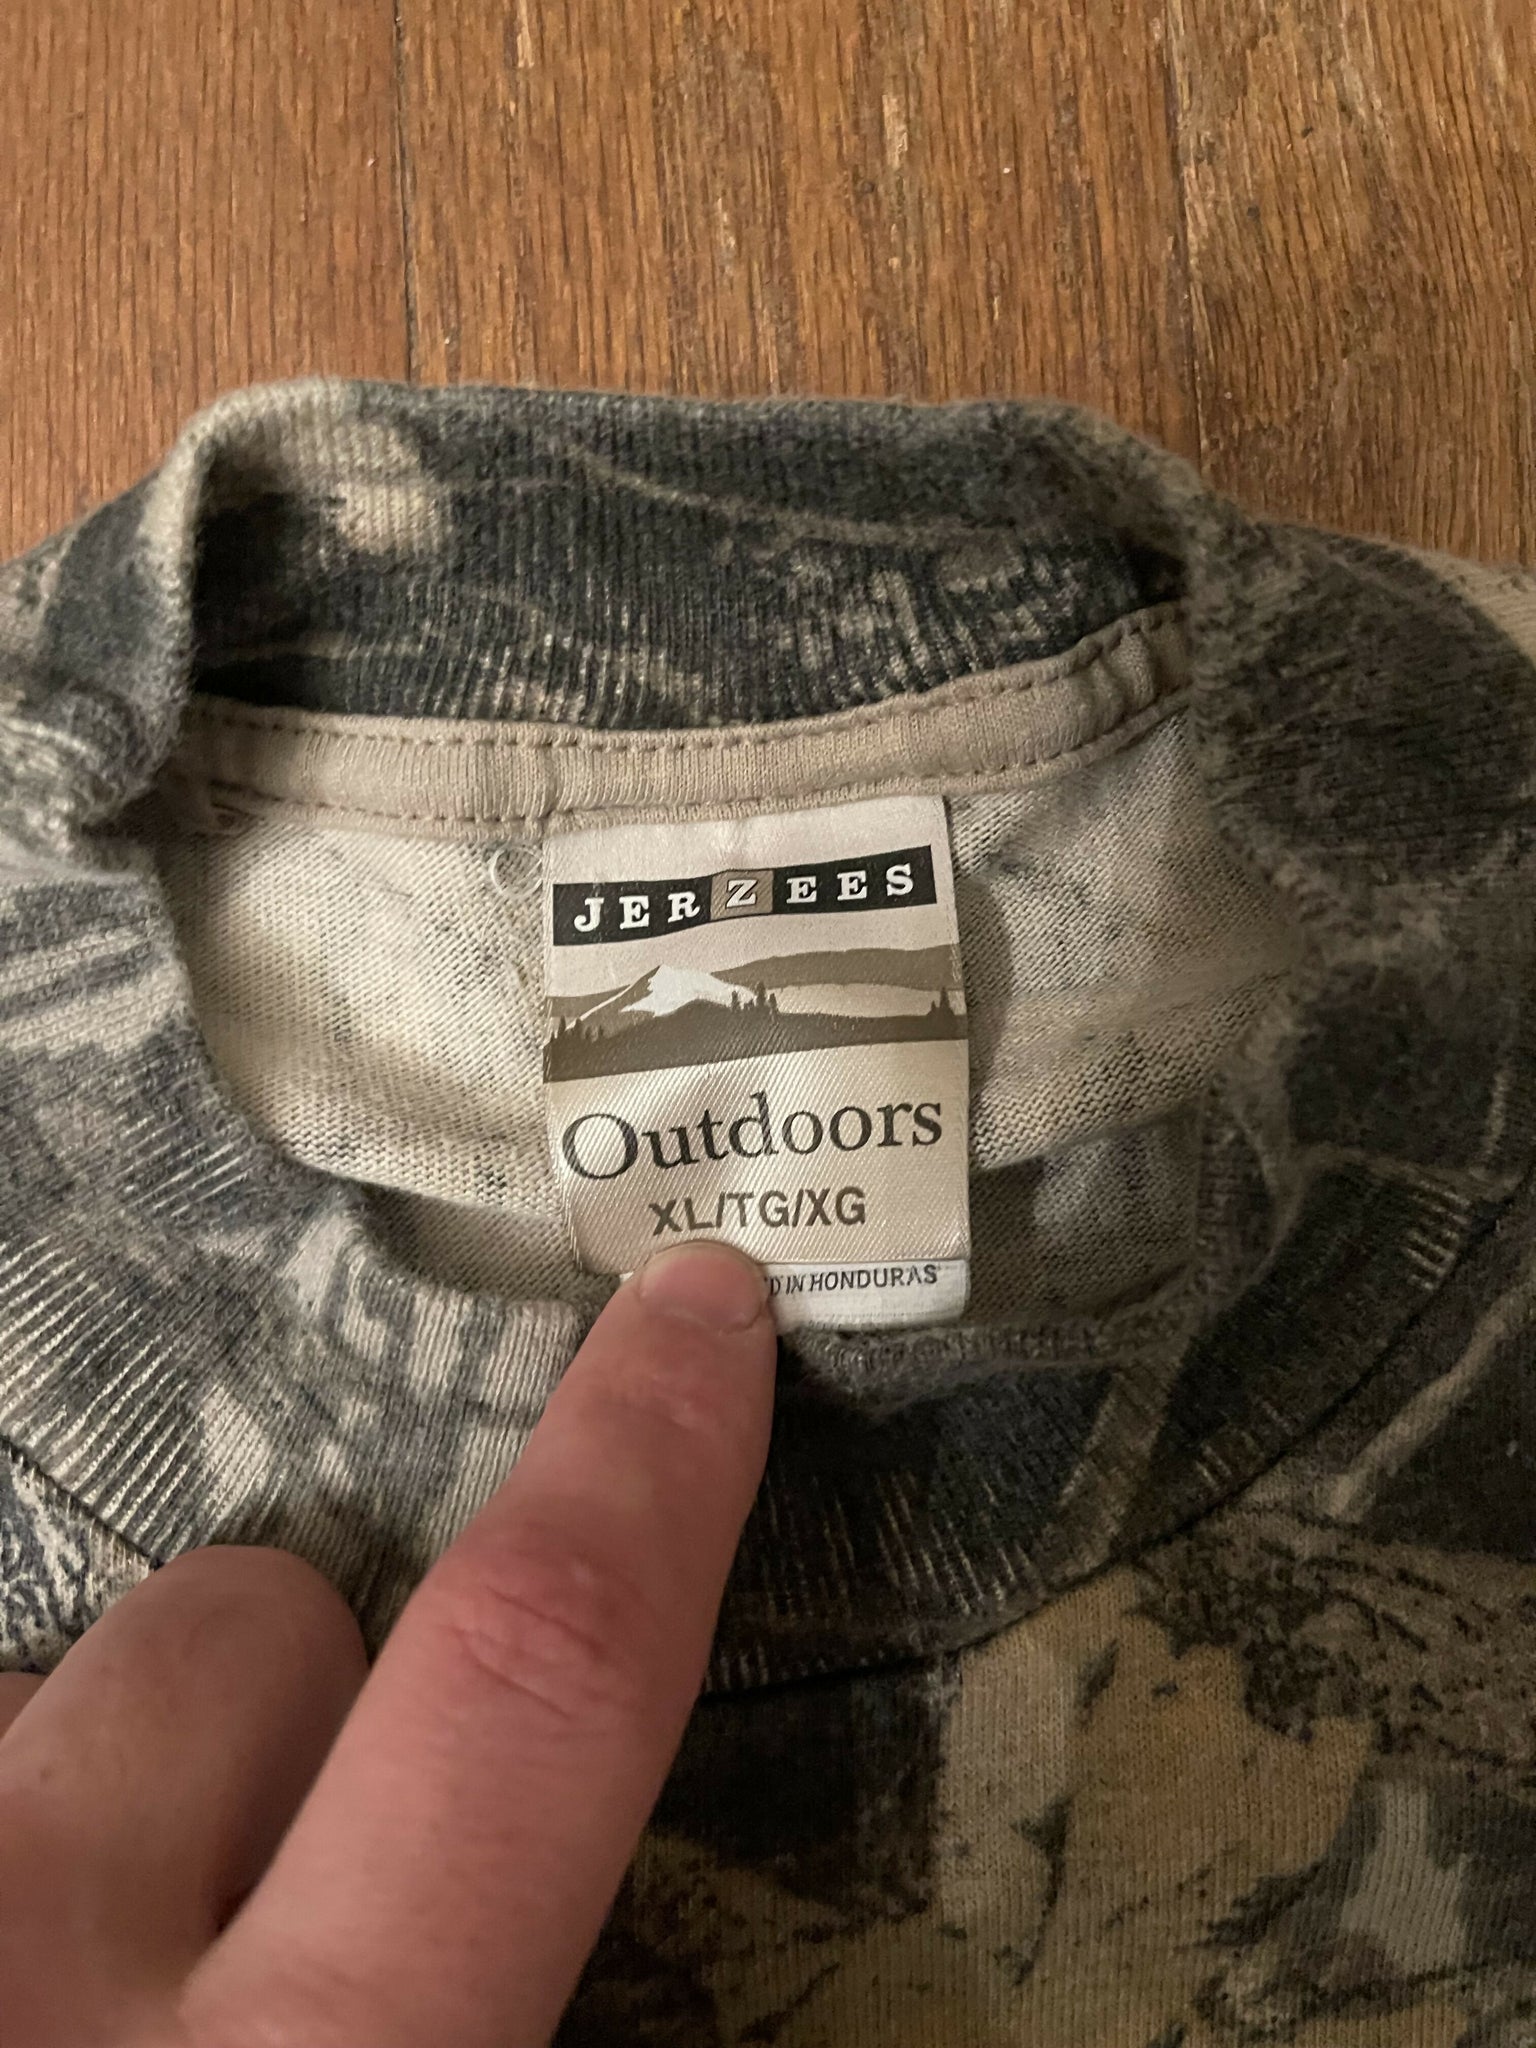 JERZEES
Outdoors
XL/TG/XG
IN HONDURAS